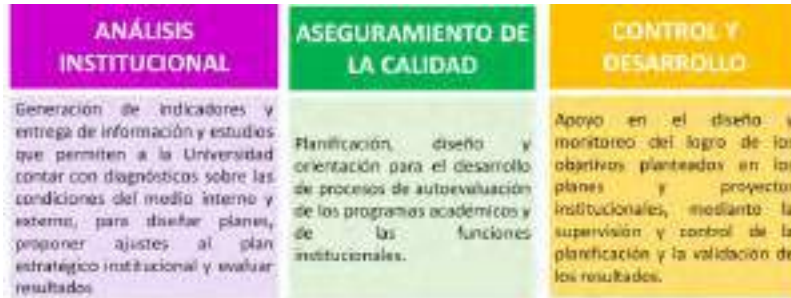 ANÁLISIS
INSTITUCIONAL
Generación de indicadores y
entrega de información y estudios
que permiten a la Universidad
contar con diagnósticos sobre las
condiciones del medio interno y
externo, para diseñar planes,
proponer ajustes al plan
estratégico institucional y evaluar
resultados
ASEGURAMIENTO DE
LA CALIDAD
Planificación, diseño y
orientación para el desarrollo
de procesos de autoevaluación
de los programas académicos y
de las funciones
institucionales.
CONTROL Y
DESARROLLO
Apoyo en el diseño y
monitoreo del logro de los
objetivos planteados en los
planes y proyectos
institucionales, mediante la
supervisión y control de la
planificación y la validación de
los resultados.